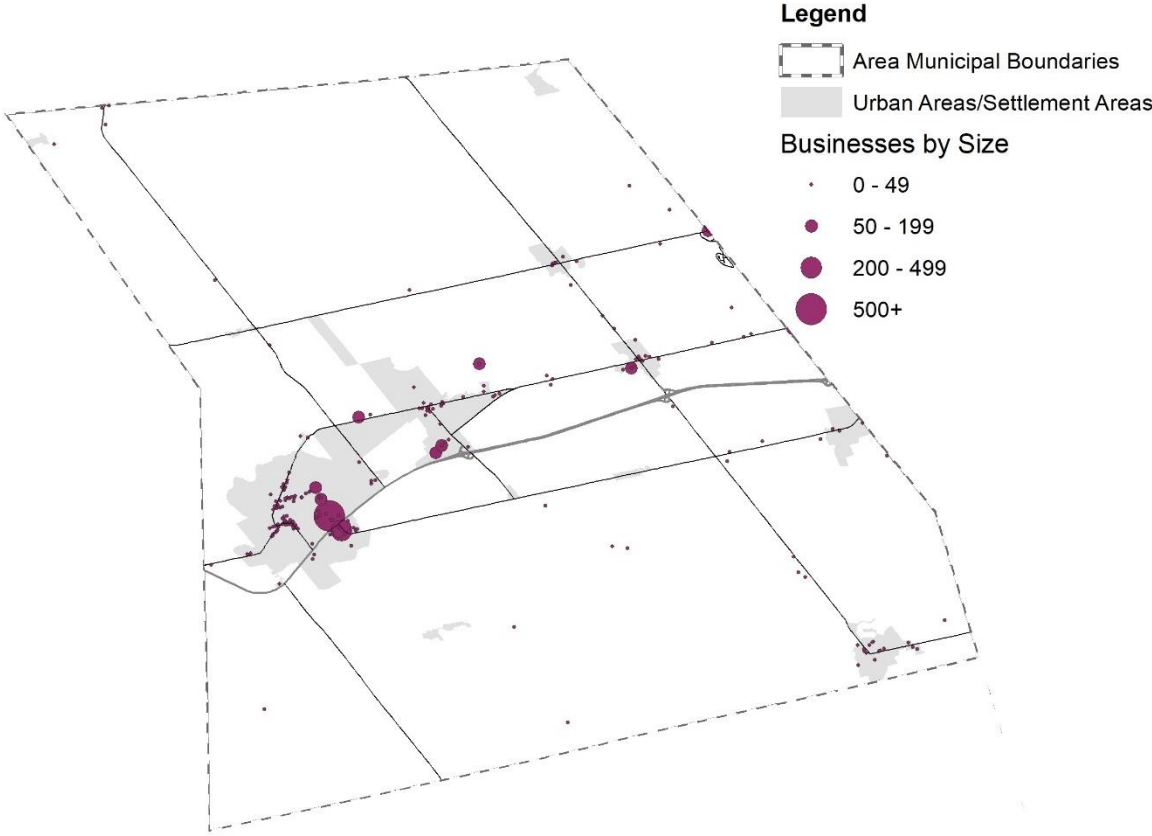 Legend
Area Municipal Boundaries
Urban Areas/Settlement Areas
Businesses by Size
0 - 49
50 - 199
200 - 499
500+